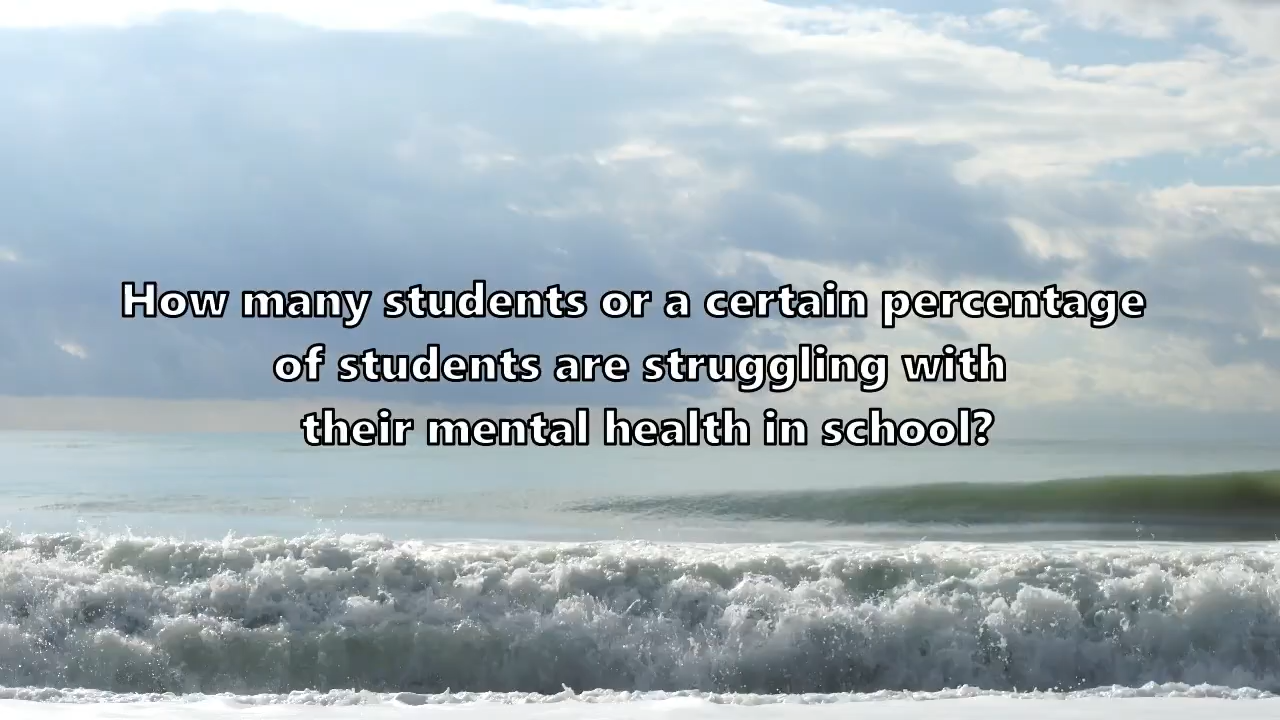 How many students or a certain percentage
of students are struggling with
their mental health in school?